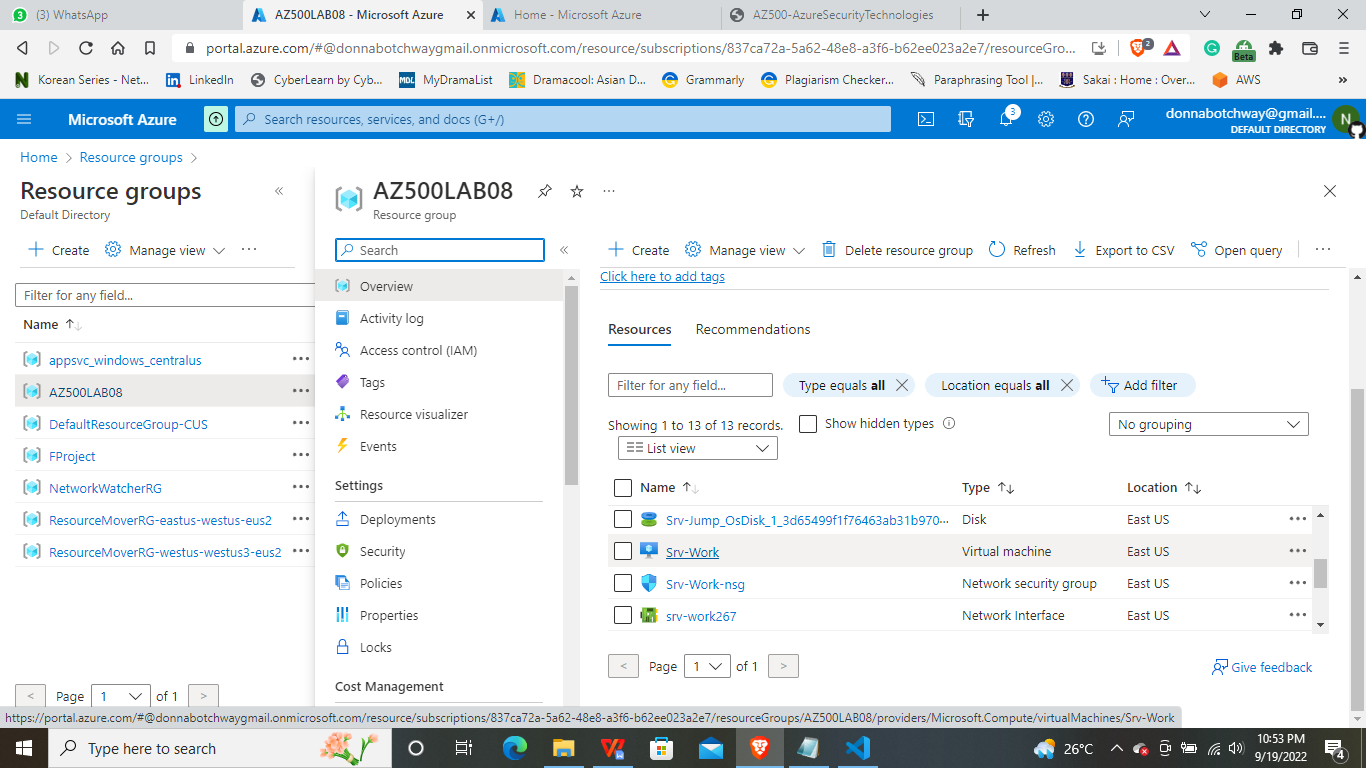 (3) WhatsApp
AZ500LAB08 - Microsoft Azure
Home - Microsoft Azure
AZ500-AzureSecurityTechnologies
portal.azure.com/#@donnabotchwaygmail.onmicrosoft.com/resource/subscriptions/837ca72a-5a62-48e8-a3f6-b62ee023a2e7/resourceGro...
2
Beta
Korean Series - Net...
LinkedIn
CyberLearn by Cyb...
MDL MyDramaList
Dramacool: Asian D...
Grammarly
Plagiarism Checker...
Paraphrasing Tool |...
Sakai : Home : Over...
AWS
»
Microsoft Azure
Search resources, services, and docs (G+/)
3
donnabotchway@gmail....
DEFAULT DIRECTORY
N
Home > Resource groups >
Resource groups
Default Directory
Create
Manage view
Filter for any field...
Name
appsvc_windows_centralus
AZ500LAB08
DefaultResourceGroup-CUS
FProject
NetworkWatcherRG
ResourceMoverRG-eastus-westus-eus2
ResourceMoverRG-westus-westus3-eus2
< Page 1 of 1 >
AZ500LAB08
Resource group
Search
Overview
Activity log
Access control (IAM)
Tags
Resource visualizer
Events
Settings
Deployments
Security
Policies
Properties
Locks
Cost Management
Create
Manage view
Delete resource group
Refresh
Export to CSV
Open query
Click here to add tags
Resources
Recommendations
Filter for any field...
Type equals all
Location equals all
Add filter
Showing 1 to 13 of 13 records.
Show hidden types
No grouping
List view
Name Type Location
Srv-Jump_OsDisk_1_3d65499f1f76463ab31b970... Disk East US
Srv-Work Virtual machine East US
Srv-Work-nsg Network security group East US
srv-work267 Network Interface East US
< Page 1 of 1 >
Give feedback
https://portal.azure.com/#@donnabotchwaygmail.onmicrosoft.com/resource/subscriptions/837ca72a-5a62-48e8-a3f6-b62ee023a2e7/resourceGroups/AZ500LAB08/providers/Microsoft.Compute/virtualMachines/Srv-Work
Type here to search
26°C
10:53 PM
9/19/2022
4